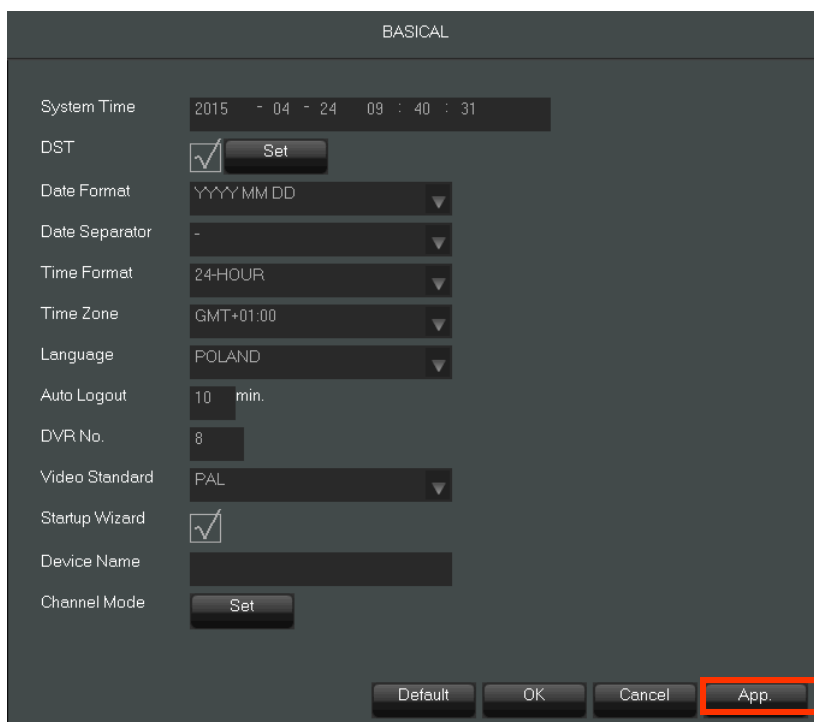 BASICAL
System Time 2015 - 04 - 24 09 : 40 : 31
DST Set
Date Format YYYY MM DD
Date Separator -
Time Format 24-HOUR
Time Zone GMT+01:00
Language POLAND
Auto Logout 10 min.
DVR No. 8
Video Standard PAL
Startup Wizard
Device Name
Channel Mode Set
Default OK Cancel App.